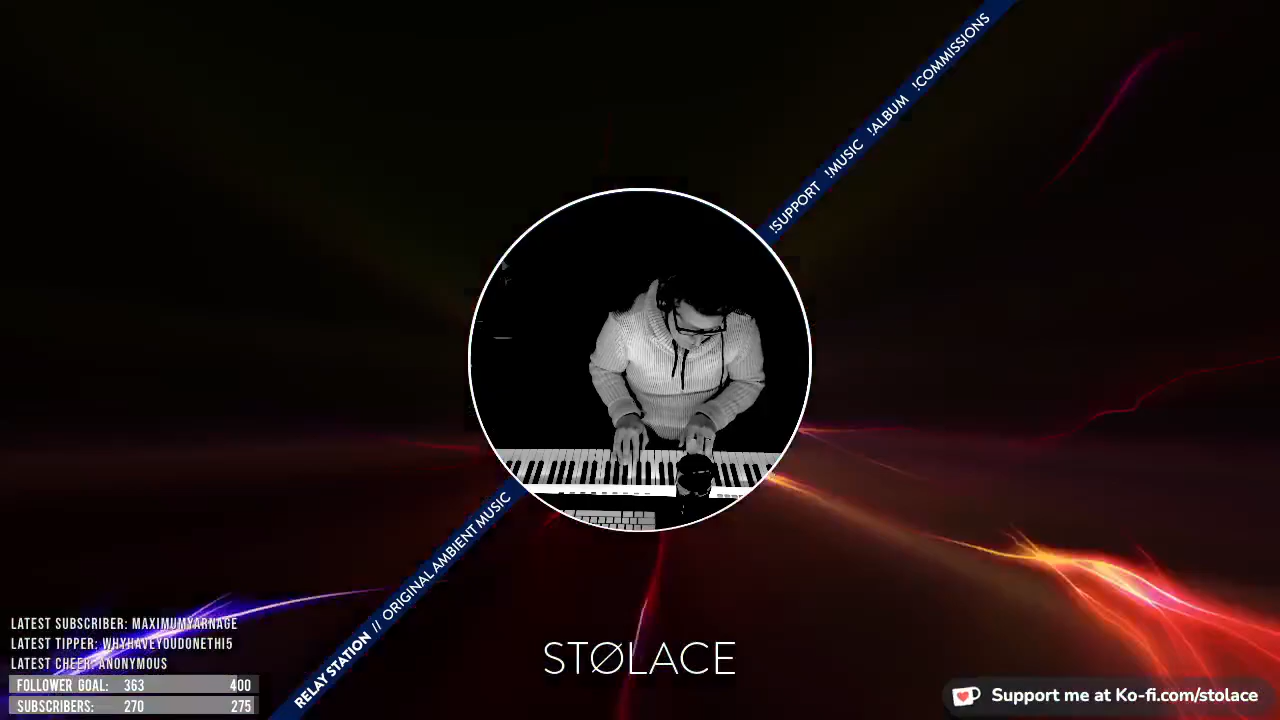 !SUPPORT !MUSIC !ALBUM !COMMISSIONS
RELAY STATION // ORIGINAL AMBIENT MUSIC
STØLACE
LATEST SUBSCRIBER: MAXIMUMYARNAGE
LATEST TIPPER: WHYHAVEYOUDONETHI5
LATEST CHEER: ANONYMOUS
FOLLOWER GOAL: 363 400
SUBSCRIBERS: 270 275
Support me at Ko-fi.com/stolace